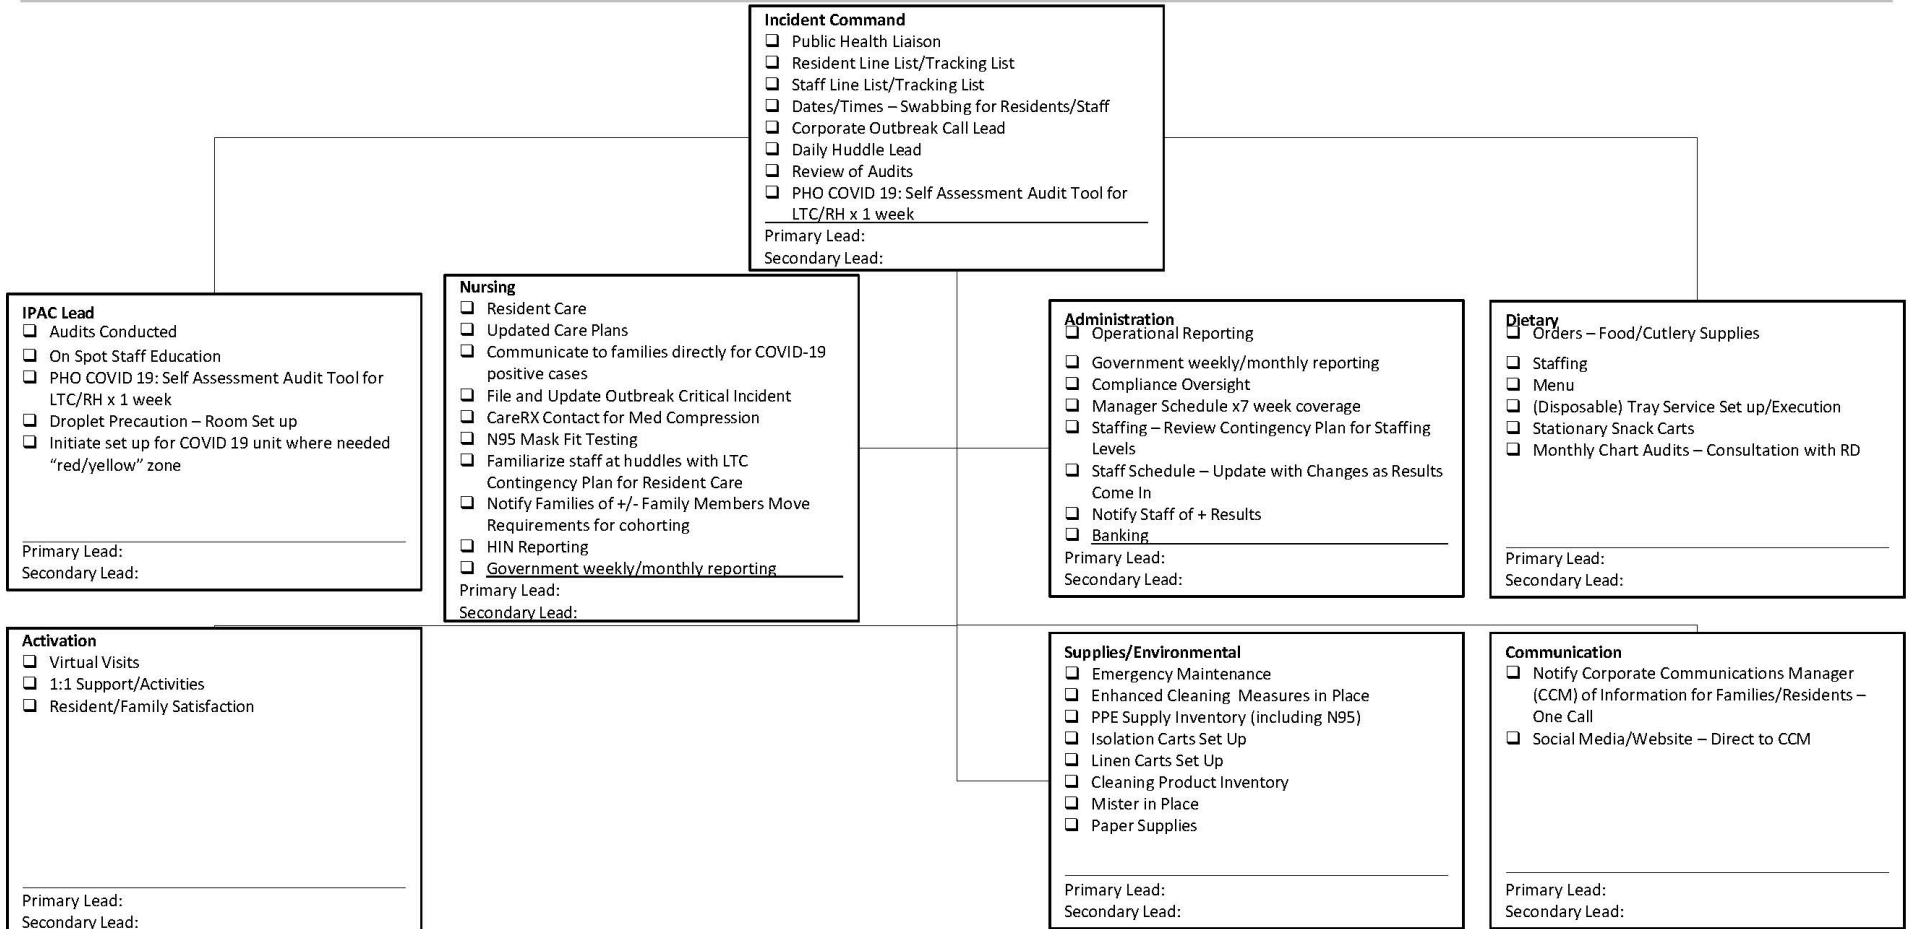 Incident Command
❑ Public Health Liaison
❑ Resident Line List/Tracking List
❑ Staff Line List/Tracking List
❑ Dates/Times – Swabbing for Residents/Staff
❑ Corporate Outbreak Call Lead
❑ Daily Huddle Lead
❑ Review of Audits
❑ PHO COVID 19: Self Assessment Audit Tool for
LTC/RH x 1 week
Primary Lead:
Secondary Lead:
IPAC Lead
❑ Audits Conducted
❑ On Spot Staff Education
❑ PHO COVID 19: Self Assessment Audit Tool for
LTC/RH x 1 week
❑ Droplet Precaution – Room Set up
❑ Initiate set up for COVID 19 unit where needed
“red/yellow” zone
Primary Lead:
Secondary Lead:
Nursing
❑ Resident Care
❑ Updated Care Plans
❑ Communicate to families directly for COVID-19
positive cases
❑ File and Update Outbreak Critical Incident
❑ CareRX Contact for Med Compression
❑ N95 Mask Fit Testing
❑ Familiarize staff at huddles with LTC
Contingency Plan for Resident Care
❑ Notify Families of +/- Family Members Move
Requirements for cohorting
❑ HIN Reporting
❑ Government weekly/monthly reporting
Primary Lead:
Secondary Lead:
Administration
❑ Operational Reporting
❑ Government weekly/monthly reporting
❑ Compliance Oversight
❑ Manager Schedule x7 week coverage
❑ Staffing – Review Contingency Plan for Staffing
Levels
❑ Staff Schedule – Update with Changes as Results
Come In
❑ Notify Staff of + Results
❑ Banking
Primary Lead:
Secondary Lead:
Dietary
❑ Orders – Food/Cutlery Supplies
❑ Staffing
❑ Menu
❑ (Disposable) Tray Service Set up/Execution
❑ Stationary Snack Carts
❑ Monthly Chart Audits – Consultation with RD
Primary Lead:
Secondary Lead:
Activation
❑ Virtual Visits
❑ 1:1 Support/Activities
❑ Resident/Family Satisfaction
Primary Lead:
Secondary Lead:
Supplies/Environmental
❑ Emergency Maintenance
❑ Enhanced Cleaning Measures in Place
❑ PPE Supply Inventory (including N95)
❑ Isolation Carts Set Up
❑ Linen Carts Set Up
❑ Cleaning Product Inventory
❑ Mister in Place
❑ Paper Supplies
Primary Lead:
Secondary Lead:
Communication
❑ Notify Corporate Communications Manager
(CCM) of Information for Families/Residents –
One Call
❑ Social Media/Website – Direct to CCM
Primary Lead:
Secondary Lead: